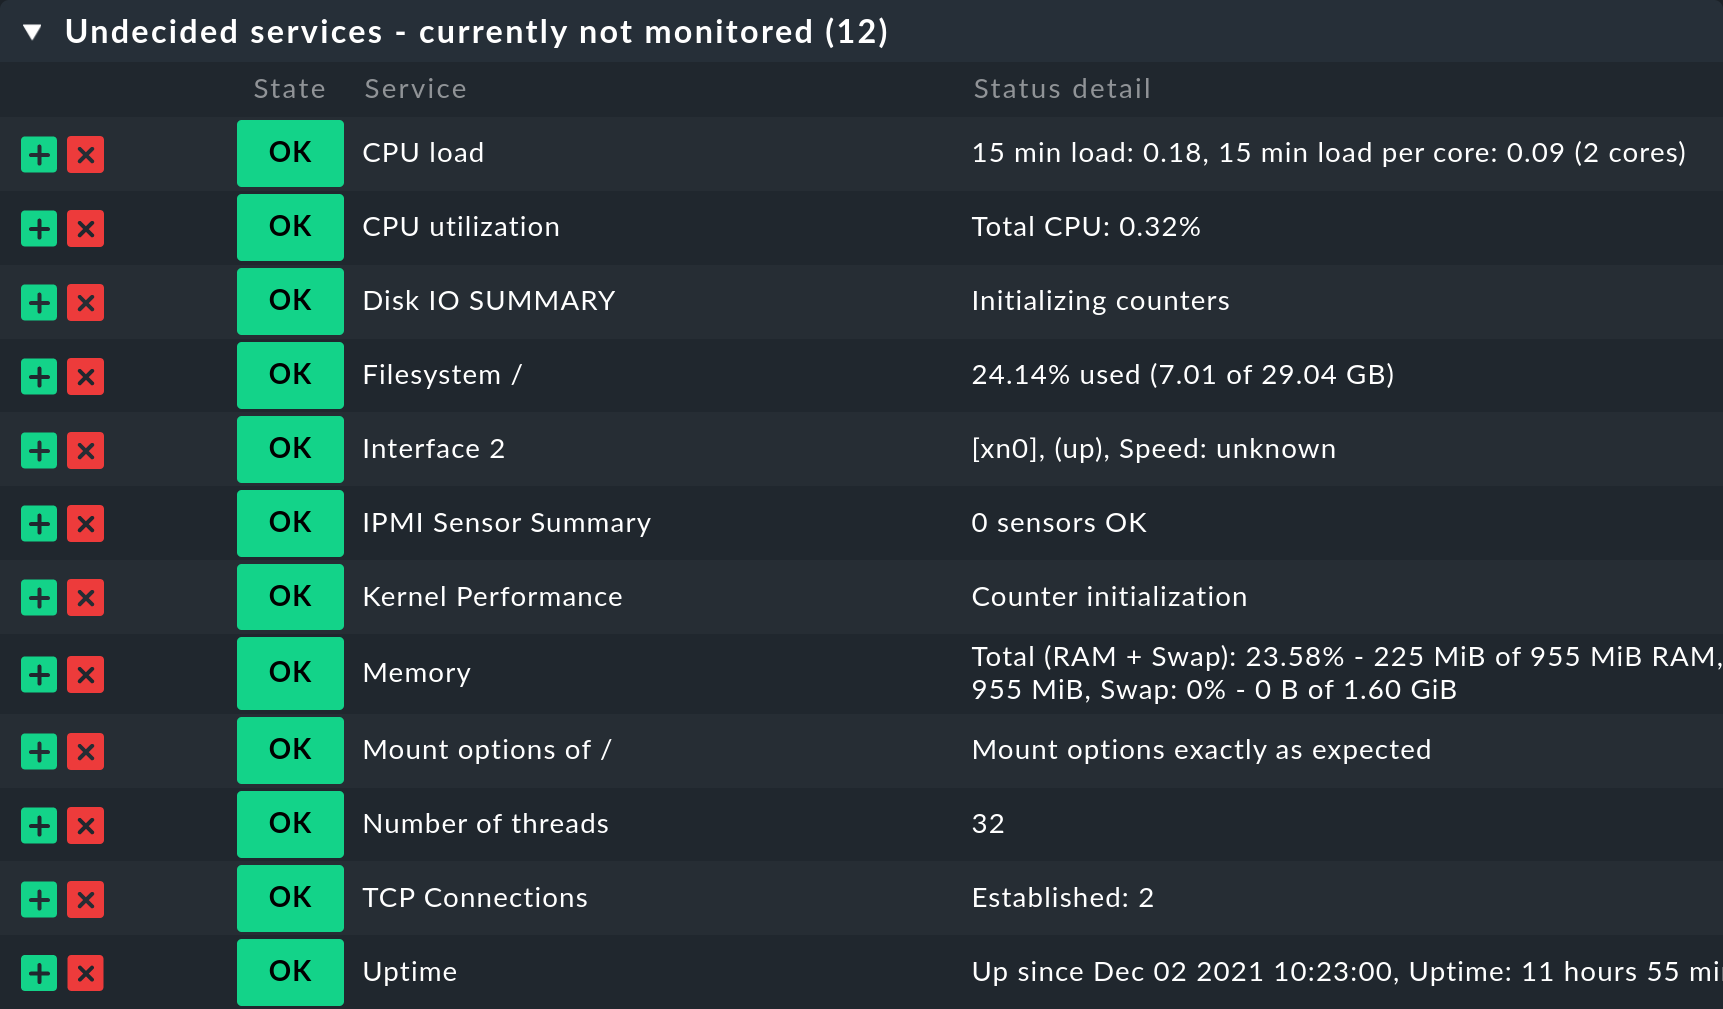 Undecided services - currently not monitored (12)
State Service Status detail
OK CPU load 15 min load: 0.18, 15 min load per core: 0.09 (2 cores)
OK CPU utilization Total CPU: 0.32%
OK Disk IO SUMMARY Initializing counters
OK Filesystem / 24.14% used (7.01 of 29.04 GB)
OK Interface 2 [xn0], (up), Speed: unknown
OK IPMI Sensor Summary 0 sensors OK
OK Kernel Performance Counter initialization
OK Memory Total (RAM + Swap): 23.58% - 225 MiB of 955 MiB RAM,
955 MiB, Swap: 0% - 0 B of 1.60 GiB
OK Mount options of / Mount options exactly as expected
OK Number of threads 32
OK TCP Connections Established: 2
OK Uptime Up since Dec 02 2021 10:23:00, Uptime: 11 hours 55